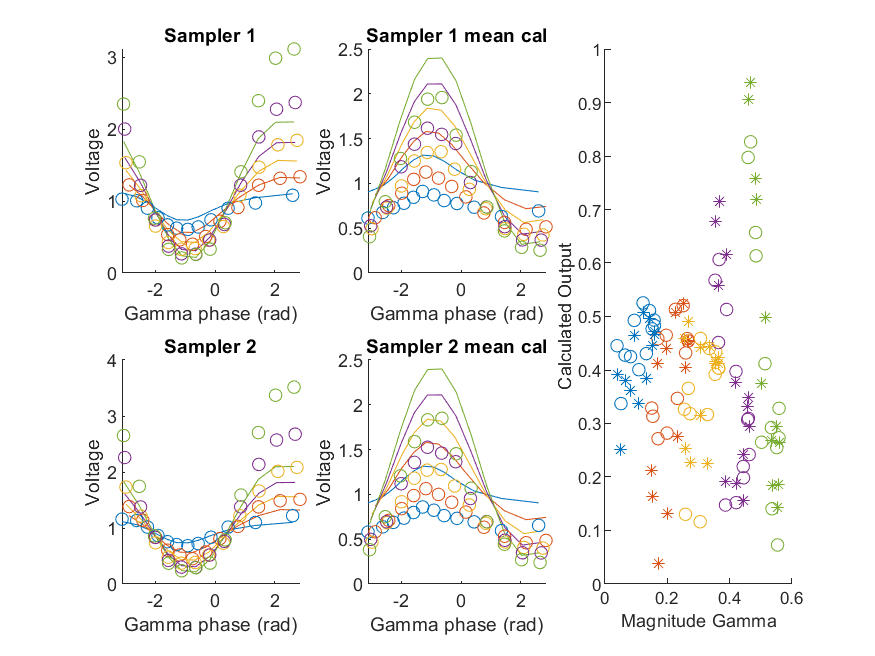 Sampler 1
3
2
1
0
Voltage
-2 0 2
Gamma phase (rad)
Sampler 1 mean cal
2.5
2
1.5
1
0.5
0
Voltage
-2 0 2
Gamma phase (rad)
Sampler 2
4
3
2
1
0
Voltage
-2 0 2
Gamma phase (rad)
Sampler 2 mean cal
2.5
2
1.5
1
0.5
0
Voltage
-2 0 2
Gamma phase (rad)
1
0.9
0.8
0.7
0.6
0.5
0.4
0.3
0.2
0.1
0
Calculated Output
0 0.2 0.4 0.6
Magnitude Gamma